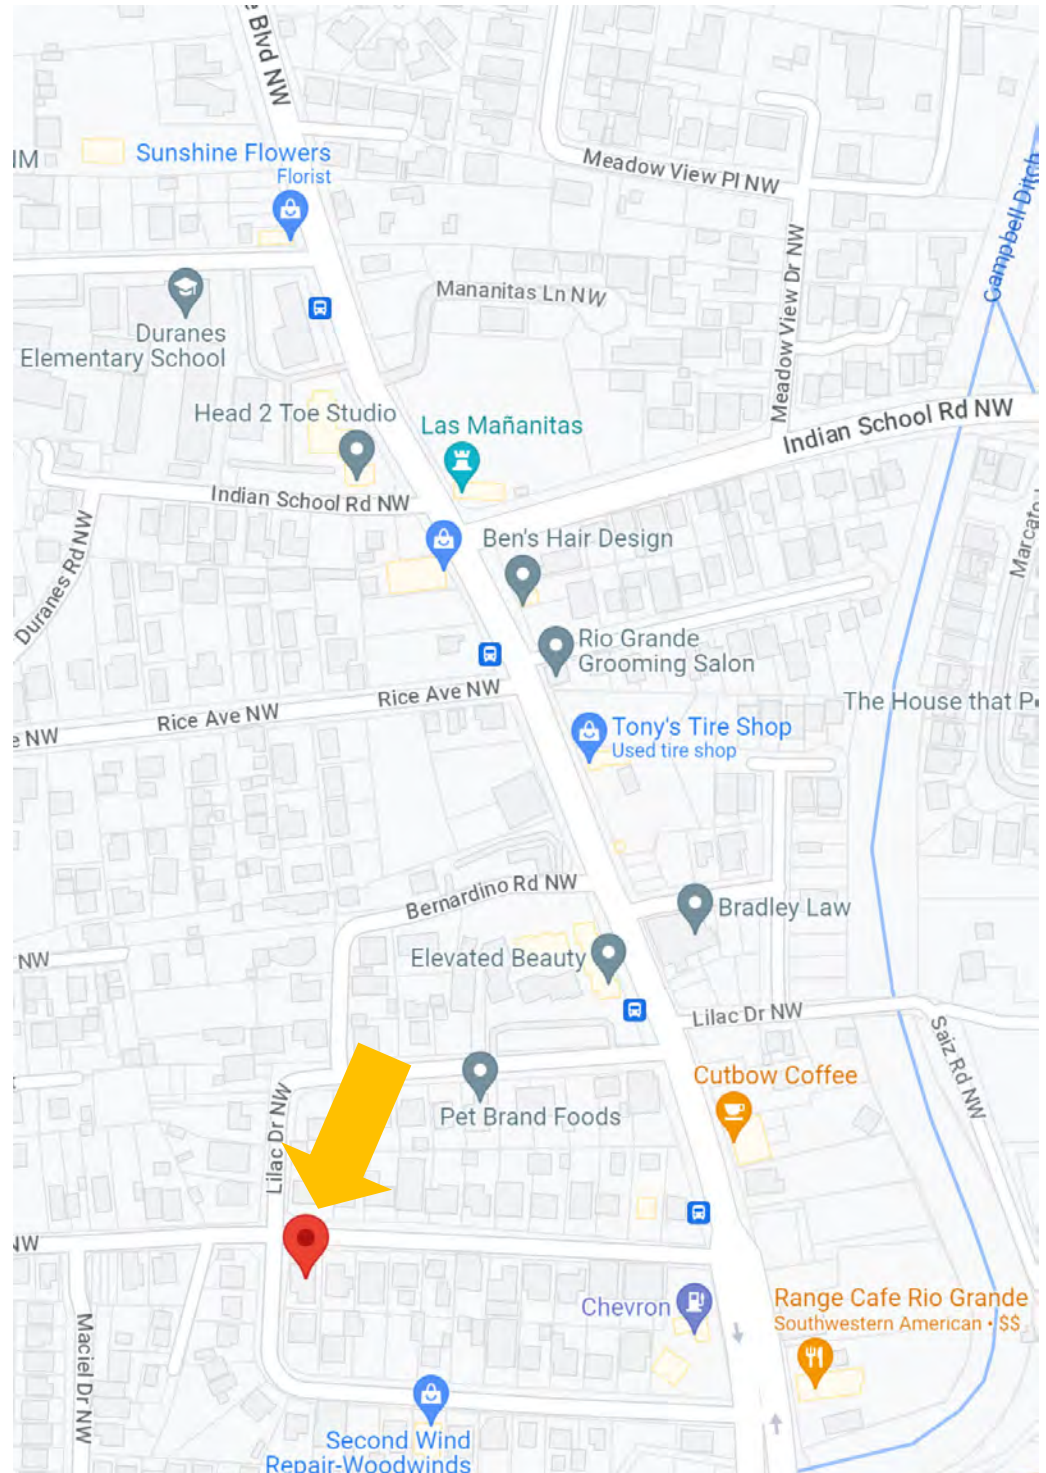 Blvd NW
IM
Sunshine Flowers
Florist
Meadow View Pl NW
Campbell Ditch
Meadow View Dr NW
Mananitas Ln NW
Duranes
Elementary School
Head 2 Toe Studio
Las Mañanitas
Indian School Rd NW
Indian School Rd NW
Duranes Rd NW
Ben's Hair Design
Rio Grande
Grooming Salon
Rice Ave NW
Rice Ave NW
NW
The House that P
Tony's Tire Shop
Used tire shop
Bernardino Rd NW
Bradley Law
NW
Elevated Beauty
Lilac Dr NW
Saiz Rd NW
Cutbow Coffee
Pet Brand Foods
Lilac Dr NW
NW
Chevron
Range Cafe Rio Grande
Southwestern American • $$
Maciel Dr NW
Second Wind
Repair-Woodwinds